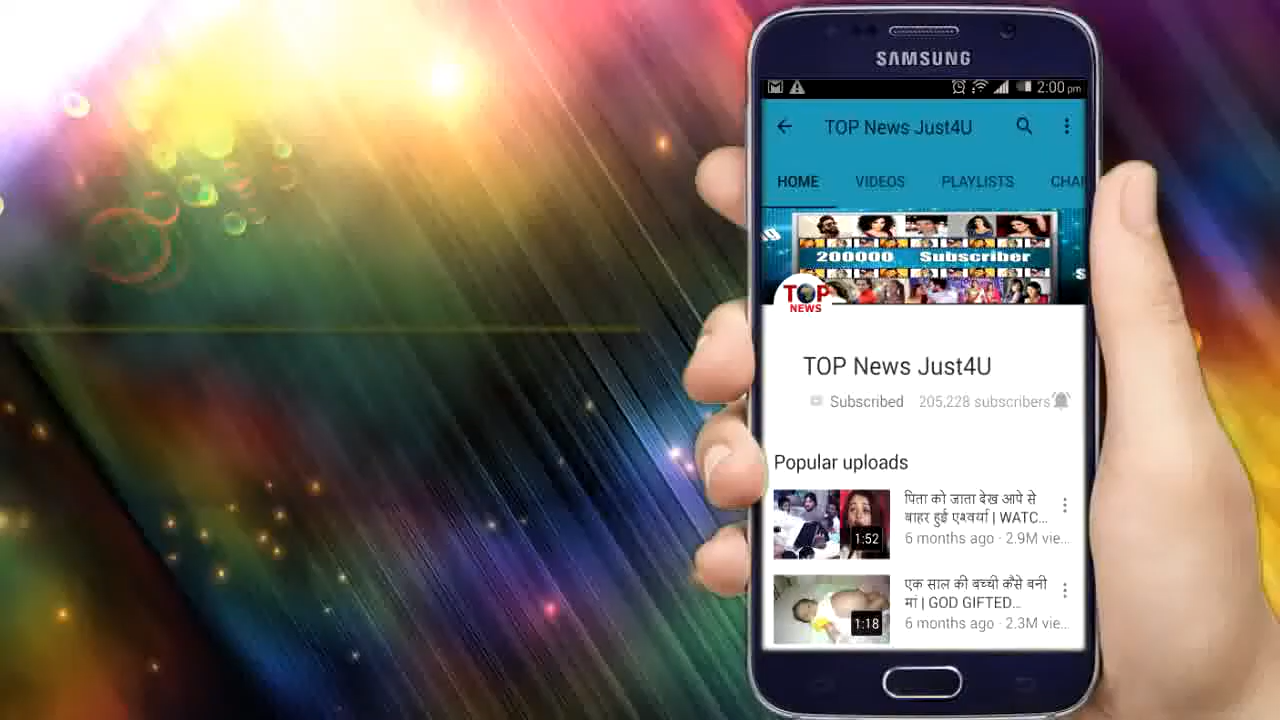 SAMSUNG
2:00 pm
TOP News Just4U
HOME VIDEOS PLAYLISTS CHA
200000 Subscriber
TOP
NEWS
TOP News Just4U
Subscribed 205,228 subscribers
Popular uploads
पिता को जाता देख आपे से
बाहर हुई एश्वर्या | WATC...
6 months ago · 2.9M vie...
1:52
एक साल की बच्ची कैसे बनी
मां | GOD GIFTED...
6 months ago · 2.3M vie...
1:18